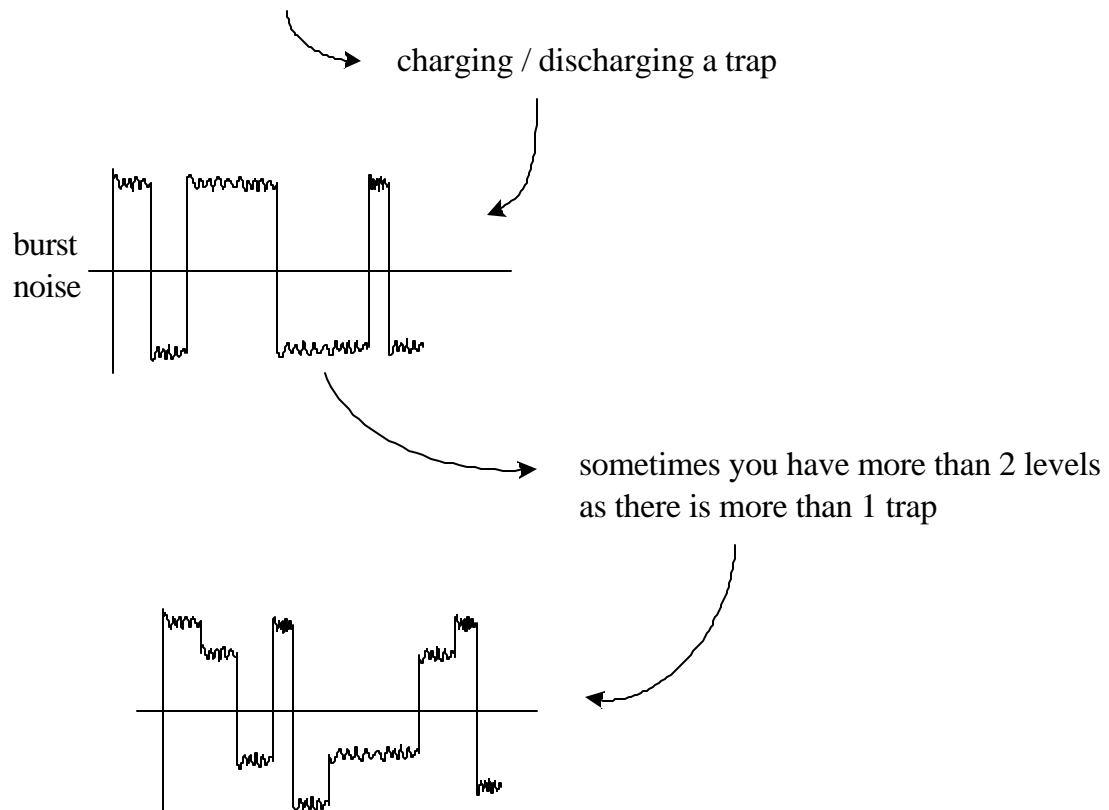 charging / discharging a trap
burst
noise
sometimes you have more than 2 levels
as there is more than 1 trap